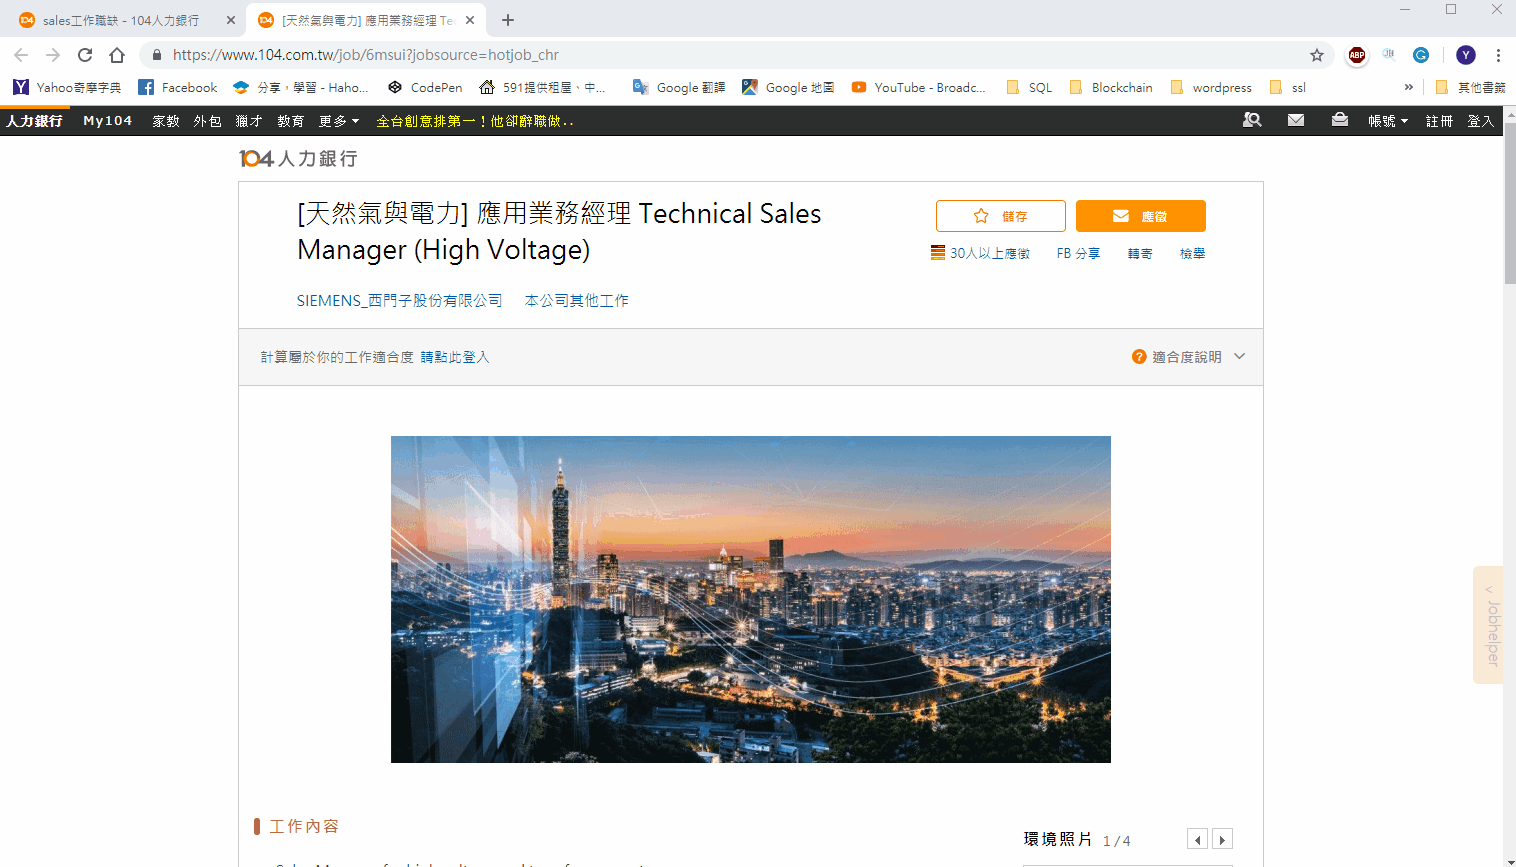 sales工作職缺 - 104人力銀行
[天然氣與電力] 應用業務經理 Te
https://www.104.com.tw/job/6msui?jobsource=hotjob_chr
ABP
Y
Yahoo奇摩字典 Facebook 分享，學習 - Haho... CodePen 591提供租屋、中... Google 翻譯 Google 地圖 YouTube - Broadc... SQL Blockchain wordpress ssl » 其他書籤
人力銀行 My104 家教 外包 獵才 教育 更多 全台創意排第一！他卻辭職做.. 帳號 註冊 登入
104人力銀行
[天然氣與電力] 應用業務經理 Technical Sales
Manager (High Voltage)
儲存 應徵
30人以上應徵 FB 分享 轉寄 檢舉
SIEMENS_西門子股份有限公司 本公司其他工作
計算屬於你的工作適合度 請點此登入
? 適合度說明
< Jobhelper
工作內容
環境照片 1 / 4